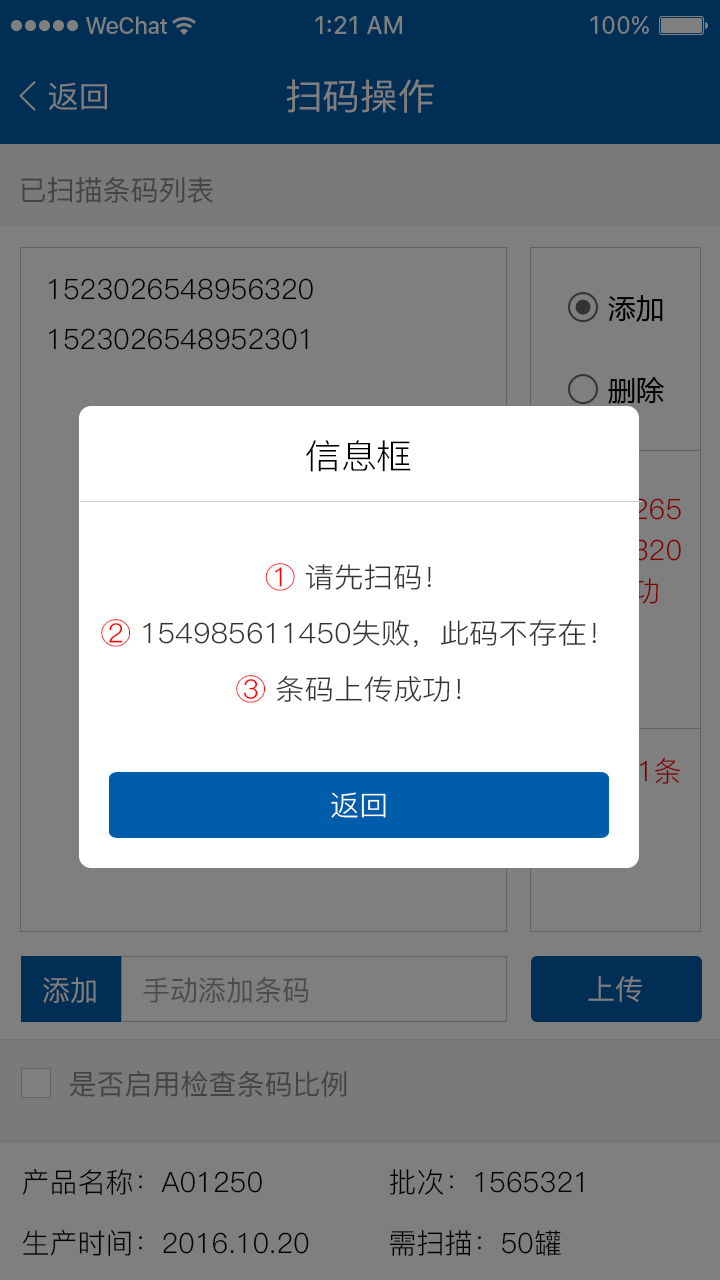 WeChat 1:21 AM 100%
返回 扫码操作
已扫描条码列表
1523026548956320
1523026548952301
添加
删除
信息框
① 请先扫码！
② 154985611450失败，此码不存在！
③ 条码上传成功！
返回
265
320
功
1条
添加 手动添加条码 上传
是否启用检查条码比例
产品名称：A01250 批次：1565321
生产时间：2016.10.20 需扫描：50罐